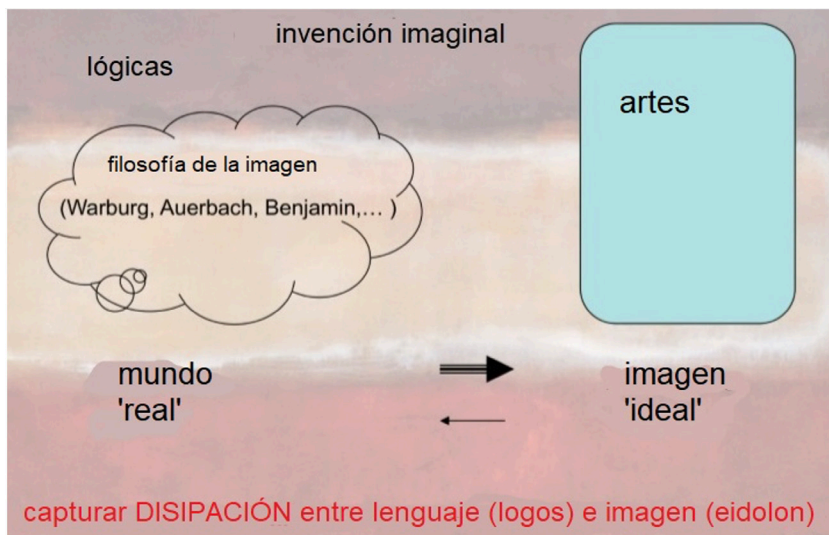 invención imaginal
lógicas
artes
filosofía de la imagen
(Warburg, Auerbach, Benjamin,... )
mundo
'real'
imagen
'ideal'
capturar DISIPACIÓN entre lenguaje (logos) e imagen (eidolon)